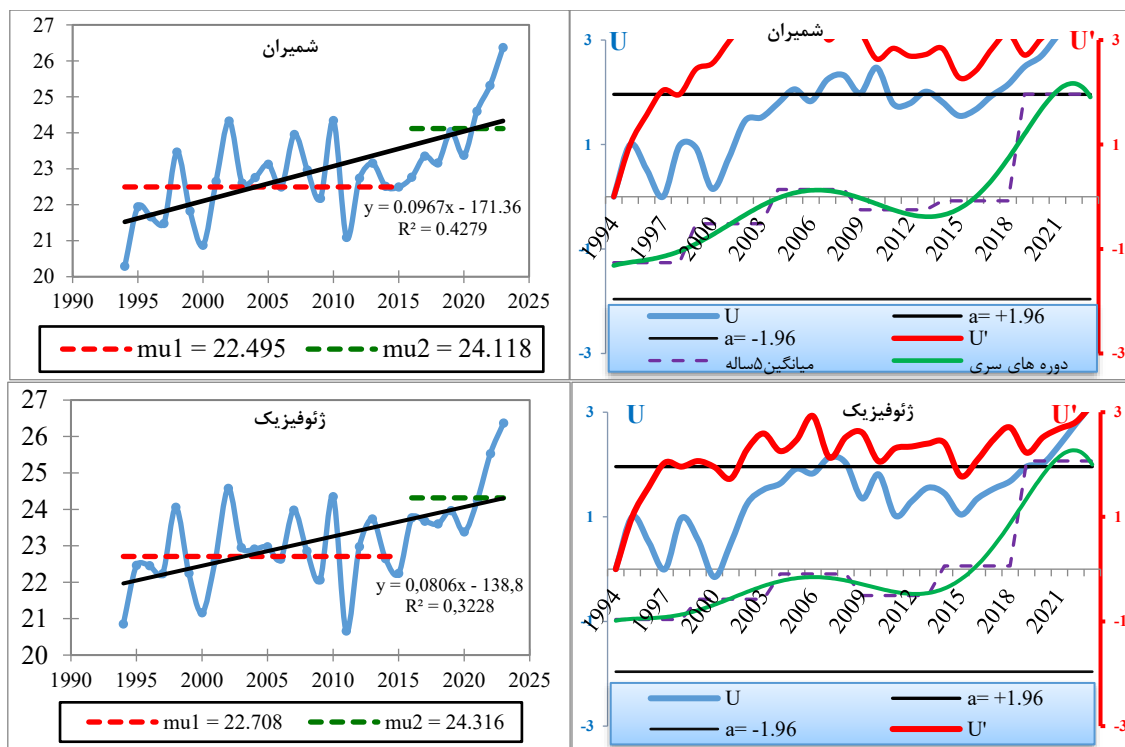 شمیران
27
26
25
24
23
22
21
20
y = 0.0967x - 171.36
R² = 0.4279
1990 1995 2000 2005 2010 2015 2020 2025
mu1 = 22.495 mu2 = 24.118
شمیران
U U'
3 3
1 1
-1 -1
-3 -3
1994 1997 2000 2003 2006 2009 2012 2015 2018 2021
U a= +1.96
a= -1.96 U'
میانگین۵ساله دوره های سری
ژئوفیزیک
27
26
25
24
23
22
21
20
y = 0,0806x - 138,8
R² = 0,3228
1990 1995 2000 2005 2010 2015 2020 2025
mu1 = 22.708 mu2 = 24.316
ژئوفیزیک
U U'
3 3
1 1
-1 -1
-3 -3
1994 1997 2000 2003 2006 2009 2012 2015 2018 2021
U a= +1.96
a= -1.96 U'